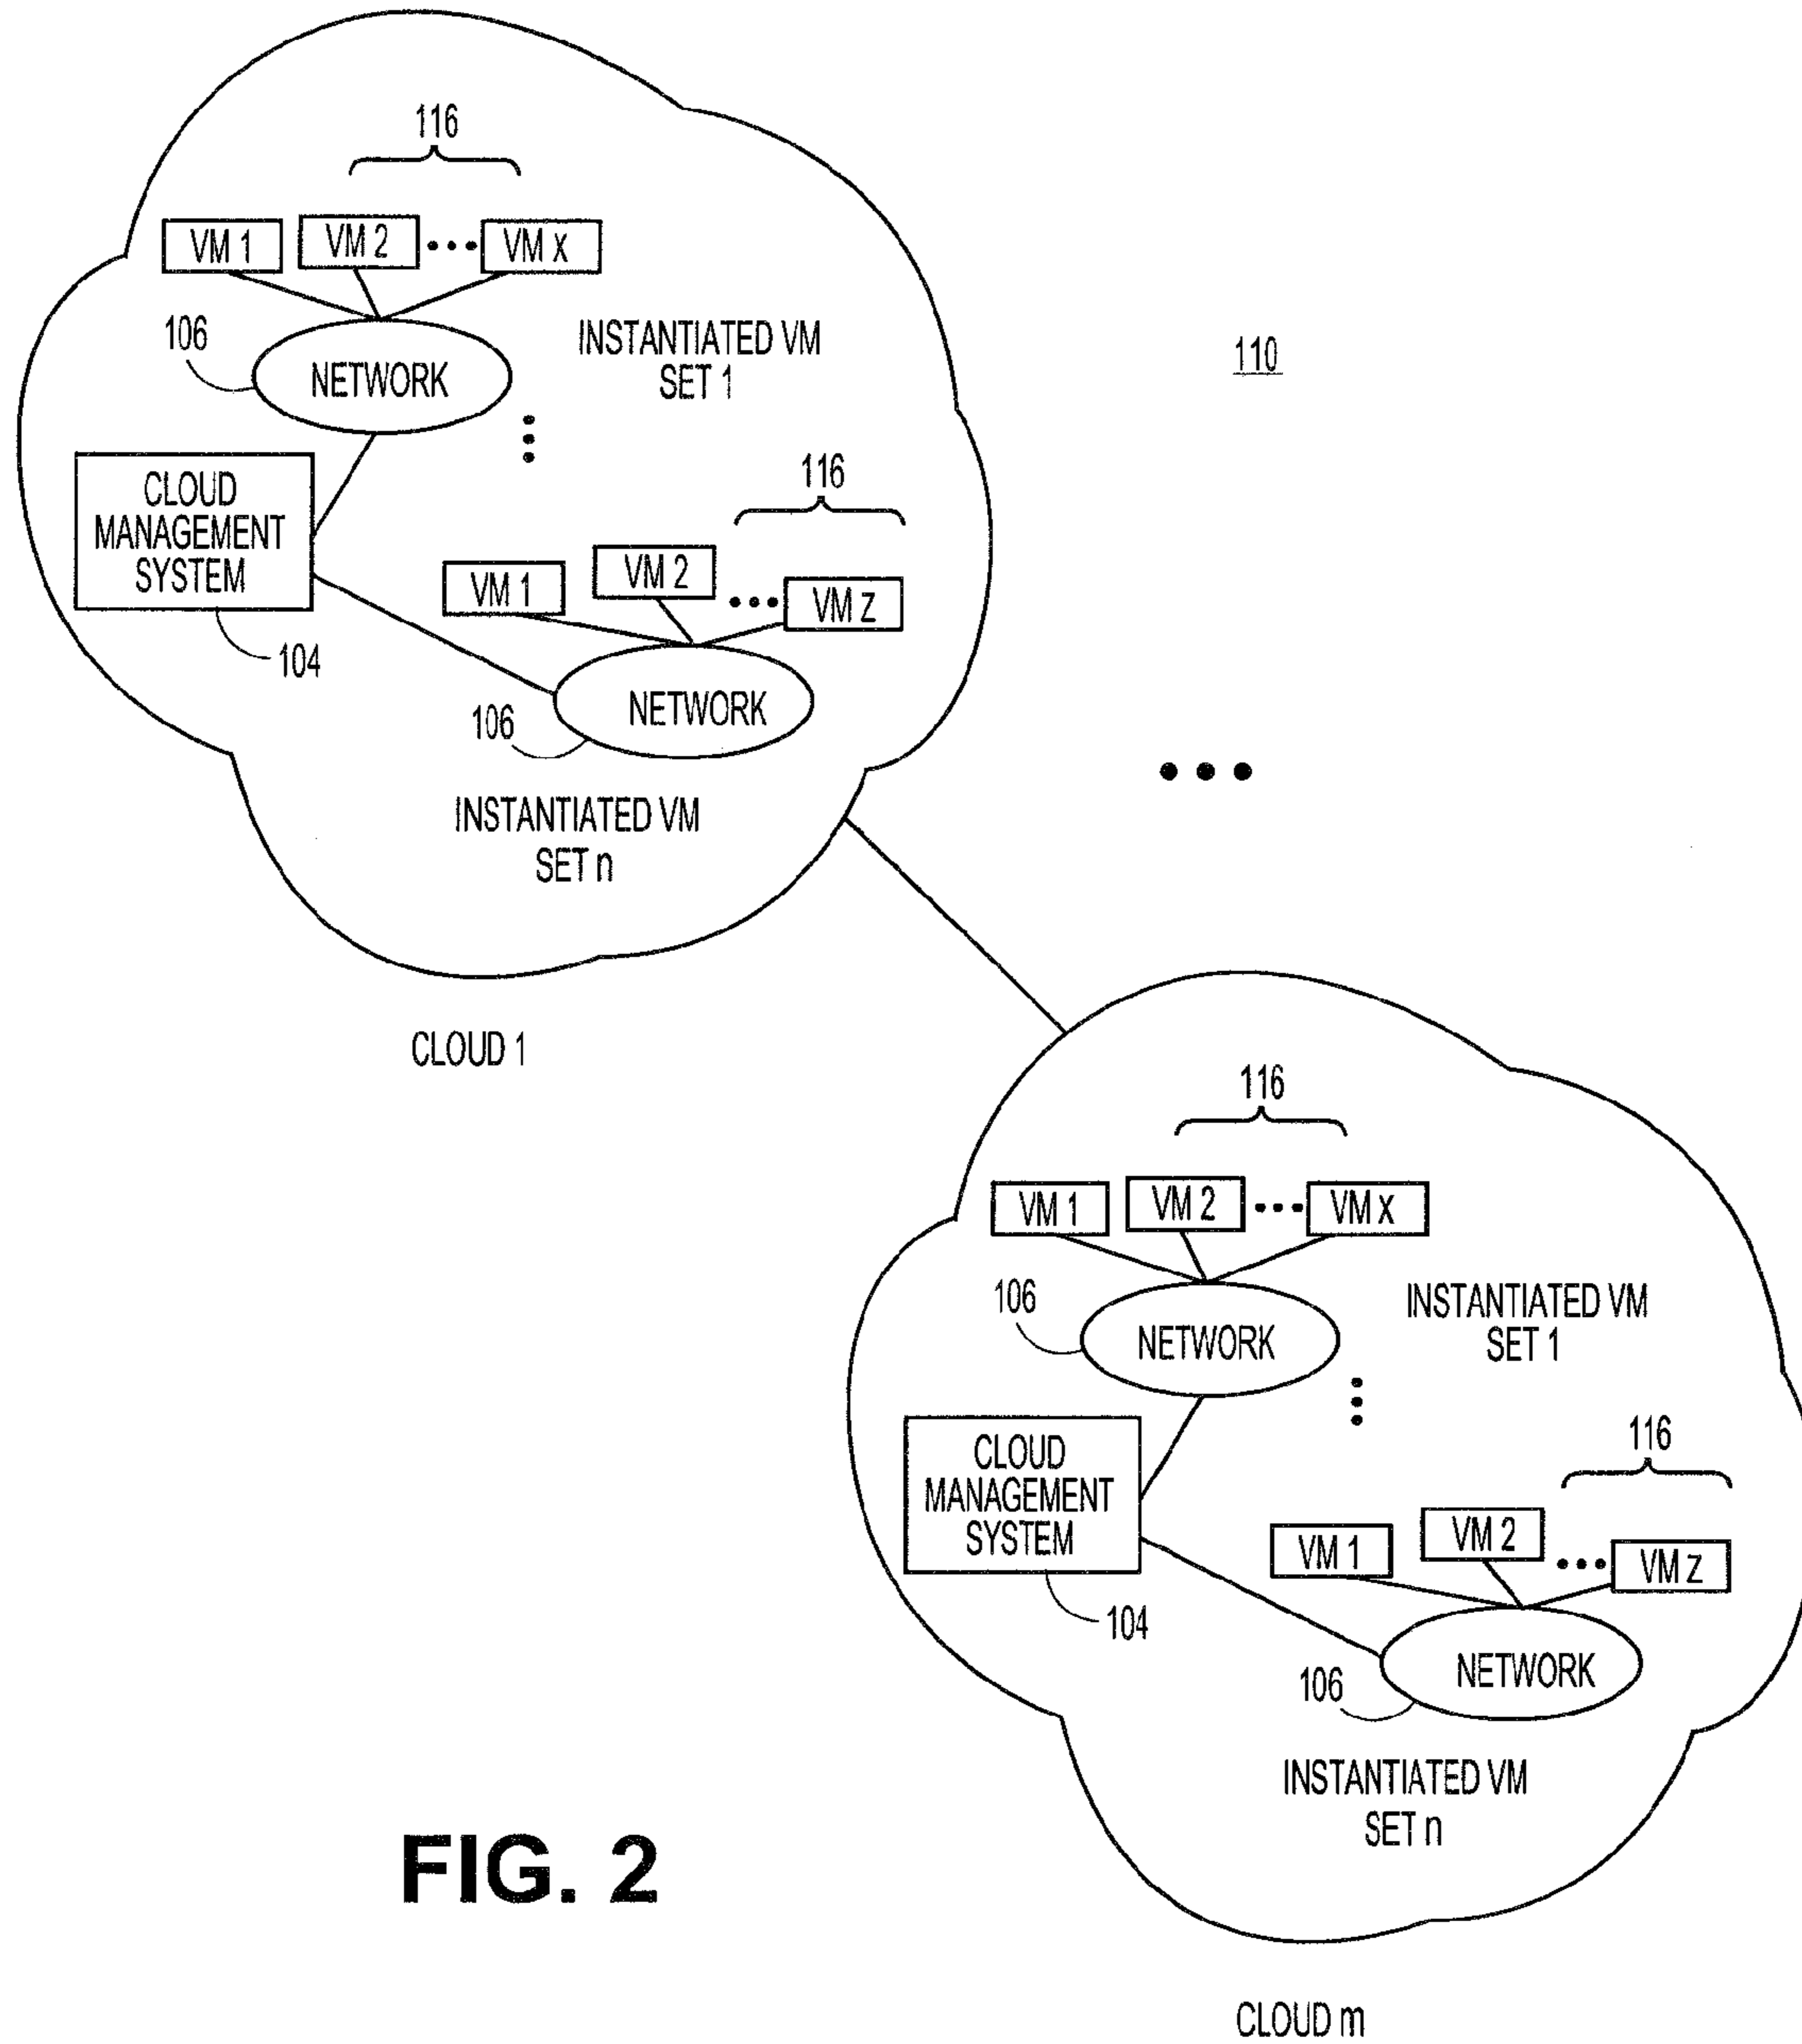 116
VM 1
VM 2
VM x
106
NETWORK
INSTANTIATED VM
SET 1
110
CLOUD
MANAGEMENT
SYSTEM
104
116
VM 1
VM 2
VM z
106
NETWORK
INSTANTIATED VM
SET n
CLOUD 1
116
VM 1
VM 2
VM x
106
NETWORK
INSTANTIATED VM
SET 1
CLOUD
MANAGEMENT
SYSTEM
104
116
VM 1
VM 2
VM z
106
NETWORK
INSTANTIATED VM
SET n
FIG. 2
CLOUD m